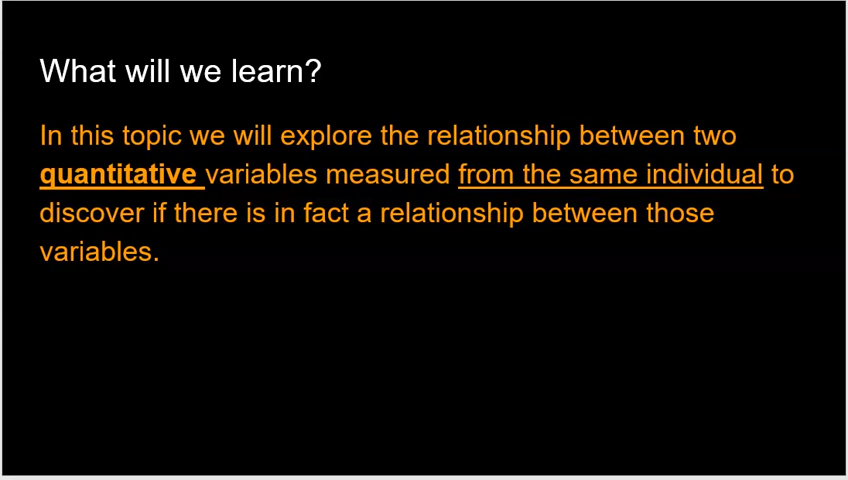 What will we learn?
In this topic we will explore the relationship between two
quantitative variables measured from the same individual to
discover if there is in fact a relationship between those
variables.